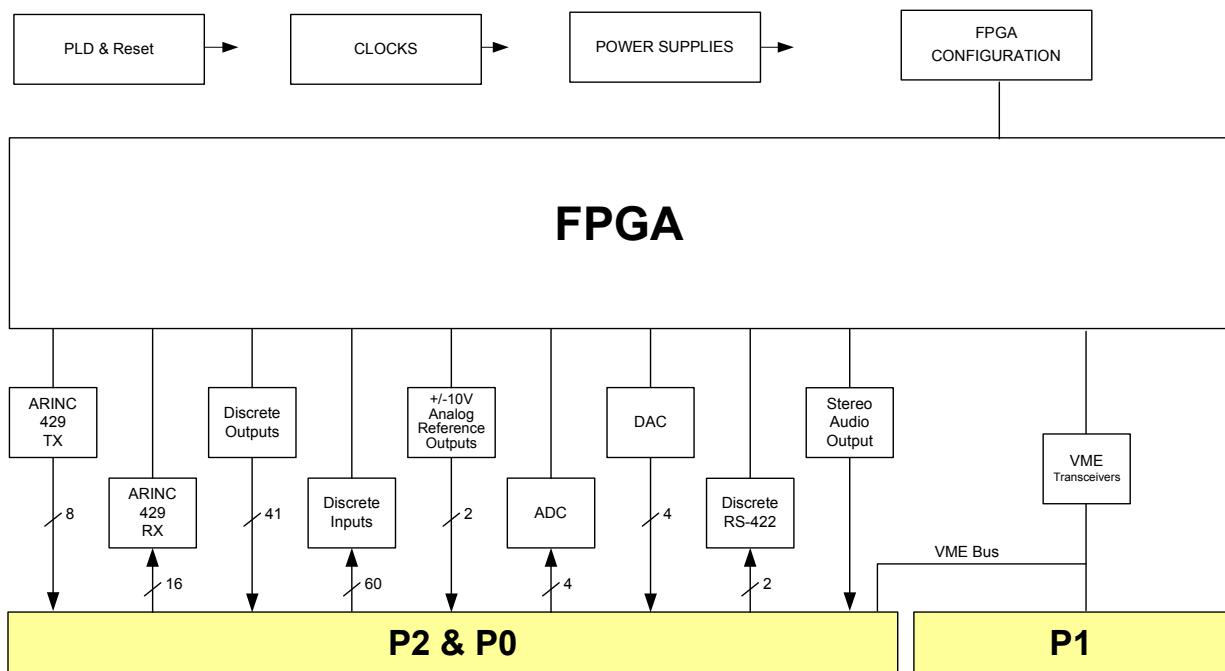 PLD & Reset
CLOCKS
POWER SUPPLIES
FPGA
CONFIGURATION
FPGA
ARINC
429
TX
ARINC
429
RX
Discrete
Outputs
Discrete
Inputs
+/-10V
Analog
Reference
Outputs
ADC
DAC
Discrete
RS-422
Stereo
Audio
Output
VME
Transceivers
8
16
41
60
2
4
4
2
VME Bus
P2 & P0
P1